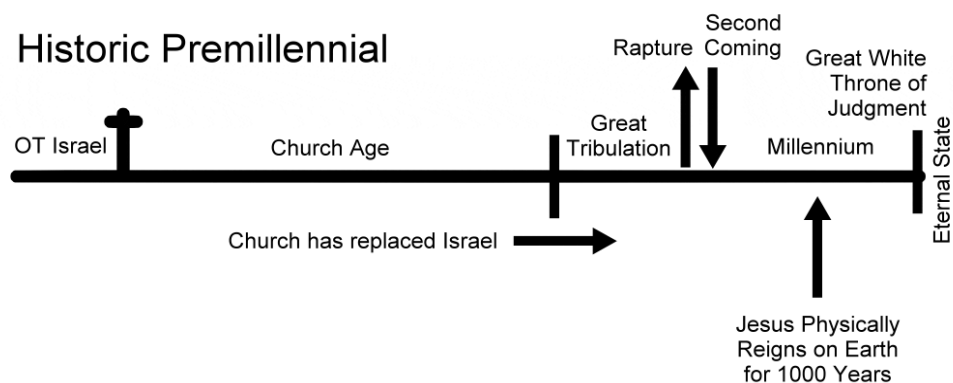 Historic Premillennial
OT Israel
Church Age
Great
Tribulation
Rapture
Second
Coming
Millennium
Great White
Throne of
Judgment
Eternal State
Church has replaced Israel
Jesus Physically
Reigns on Earth
for 1000 Years